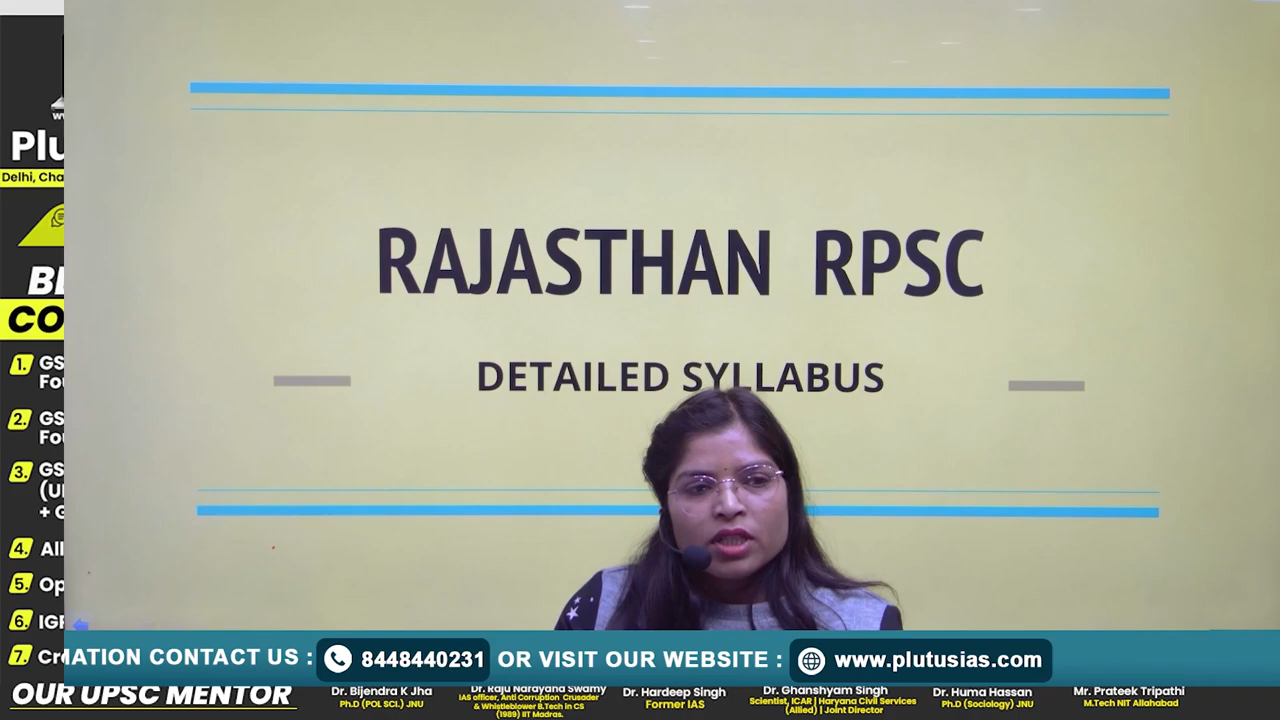 Plu
Delhi, Cha
CO
1. GS
Fou
2. GS
Fou
3. GS
(U
+ G
4. All
5. Op
6. IGP
7. Cr
RAJASTHAN RPSC
DETAILED SYLLABUS
ATION CONTACT US : 8448440231 OR VISIT OUR WEBSITE : www.plutusias.com
OUR UPSC MENTOR
Dr. Bijendra K Jha
Ph.D (POL SCI.) JNU
Dr. Raju Narayana Swamy
IAS officer, Anti Corruption Crusader
& Whistleblower B.Tech in CS
(1989) IIT Madras.
Dr. Hardeep Singh
Former IAS
Dr. Ghanshyam Singh
Scientist, ICAR | Haryana Civil Services
(Allied) | Joint Director
Dr. Huma Hassan
Ph.D (Sociology) JNU
Mr. Prateek Tripathi
M.Tech NIT Allahabad